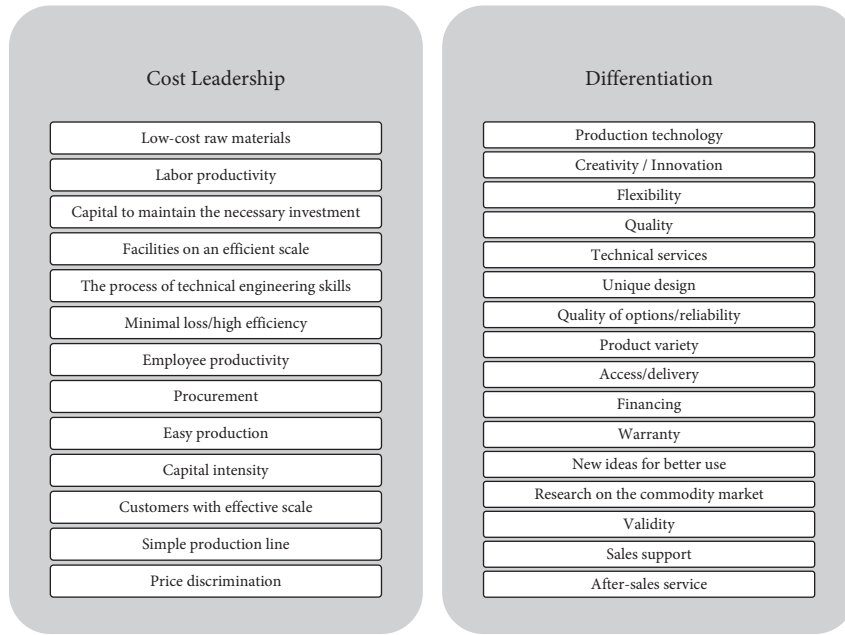 Cost Leadership
Low-cost raw materials
Labor productivity
Capital to maintain the necessary investment
Facilities on an efficient scale
The process of technical engineering skills
Minimal loss/high efficiency
Employee productivity
Procurement
Easy production
Capital intensity
Customers with effective scale
Simple production line
Price discrimination
Differentiation
Production technology
Creativity / Innovation
Flexibility
Quality
Technical services
Unique design
Quality of options/reliability
Product variety
Access/delivery
Financing
Warranty
New ideas for better use
Research on the commodity market
Validity
Sales support
After-sales service